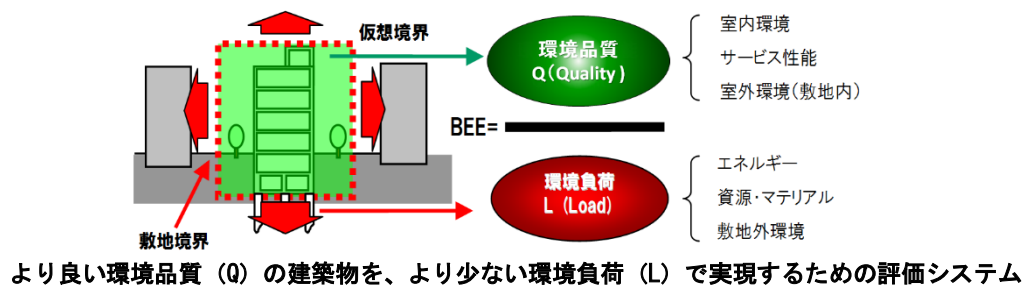 仮想境界
敷地境界
BEE=
環境品質
Q(Quality)
室内環境
サービス性能
室外環境(敷地内)
環境負荷
L (Load)
エネルギー
資源・マテリアル
敷地外環境
より良い環境品質 (Q) の建築物を、より少ない環境負荷 (L) で実現するための評価システム